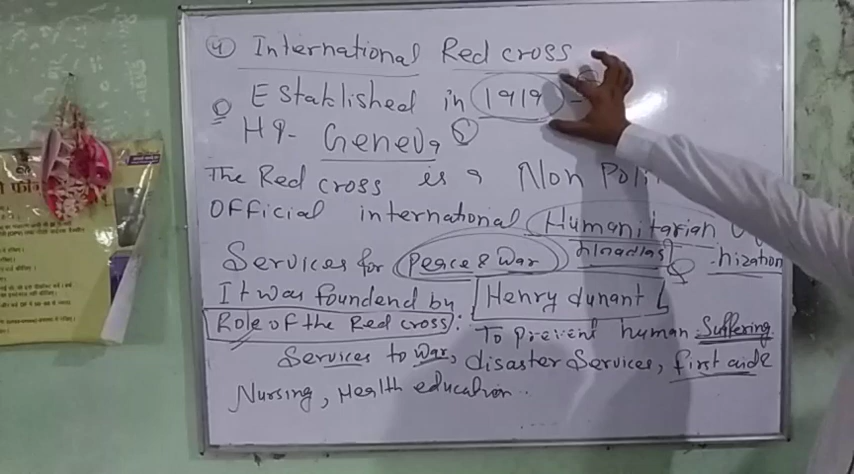 4) International Red cross
Established in 1919 -
HQ - Geneva
The Red cross is a Non Poli
official international Humanitarian
Services for Peace & War hization
It was foundend by Henry dunant
Role of the Red cross: To prevent human Suffering
Services to War, disaster Services, first aide
Nursing, Health education..